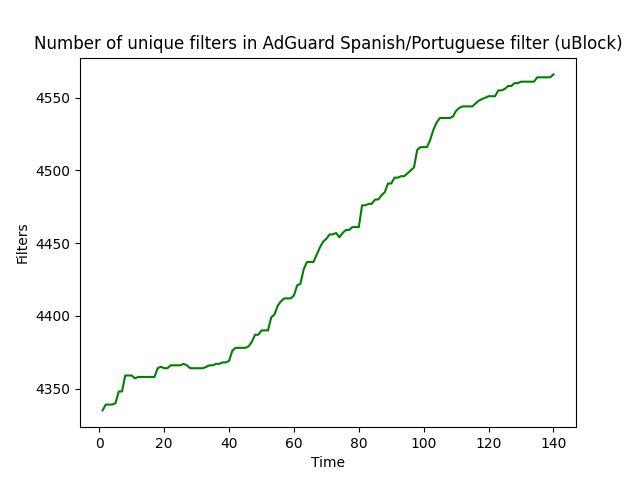 Number of unique filters in AdGuard Spanish/Portuguese filter (uBlock)
4550
4500
4450
4400
4350
Filters
0 20 40 60 80 100 120 140
Time